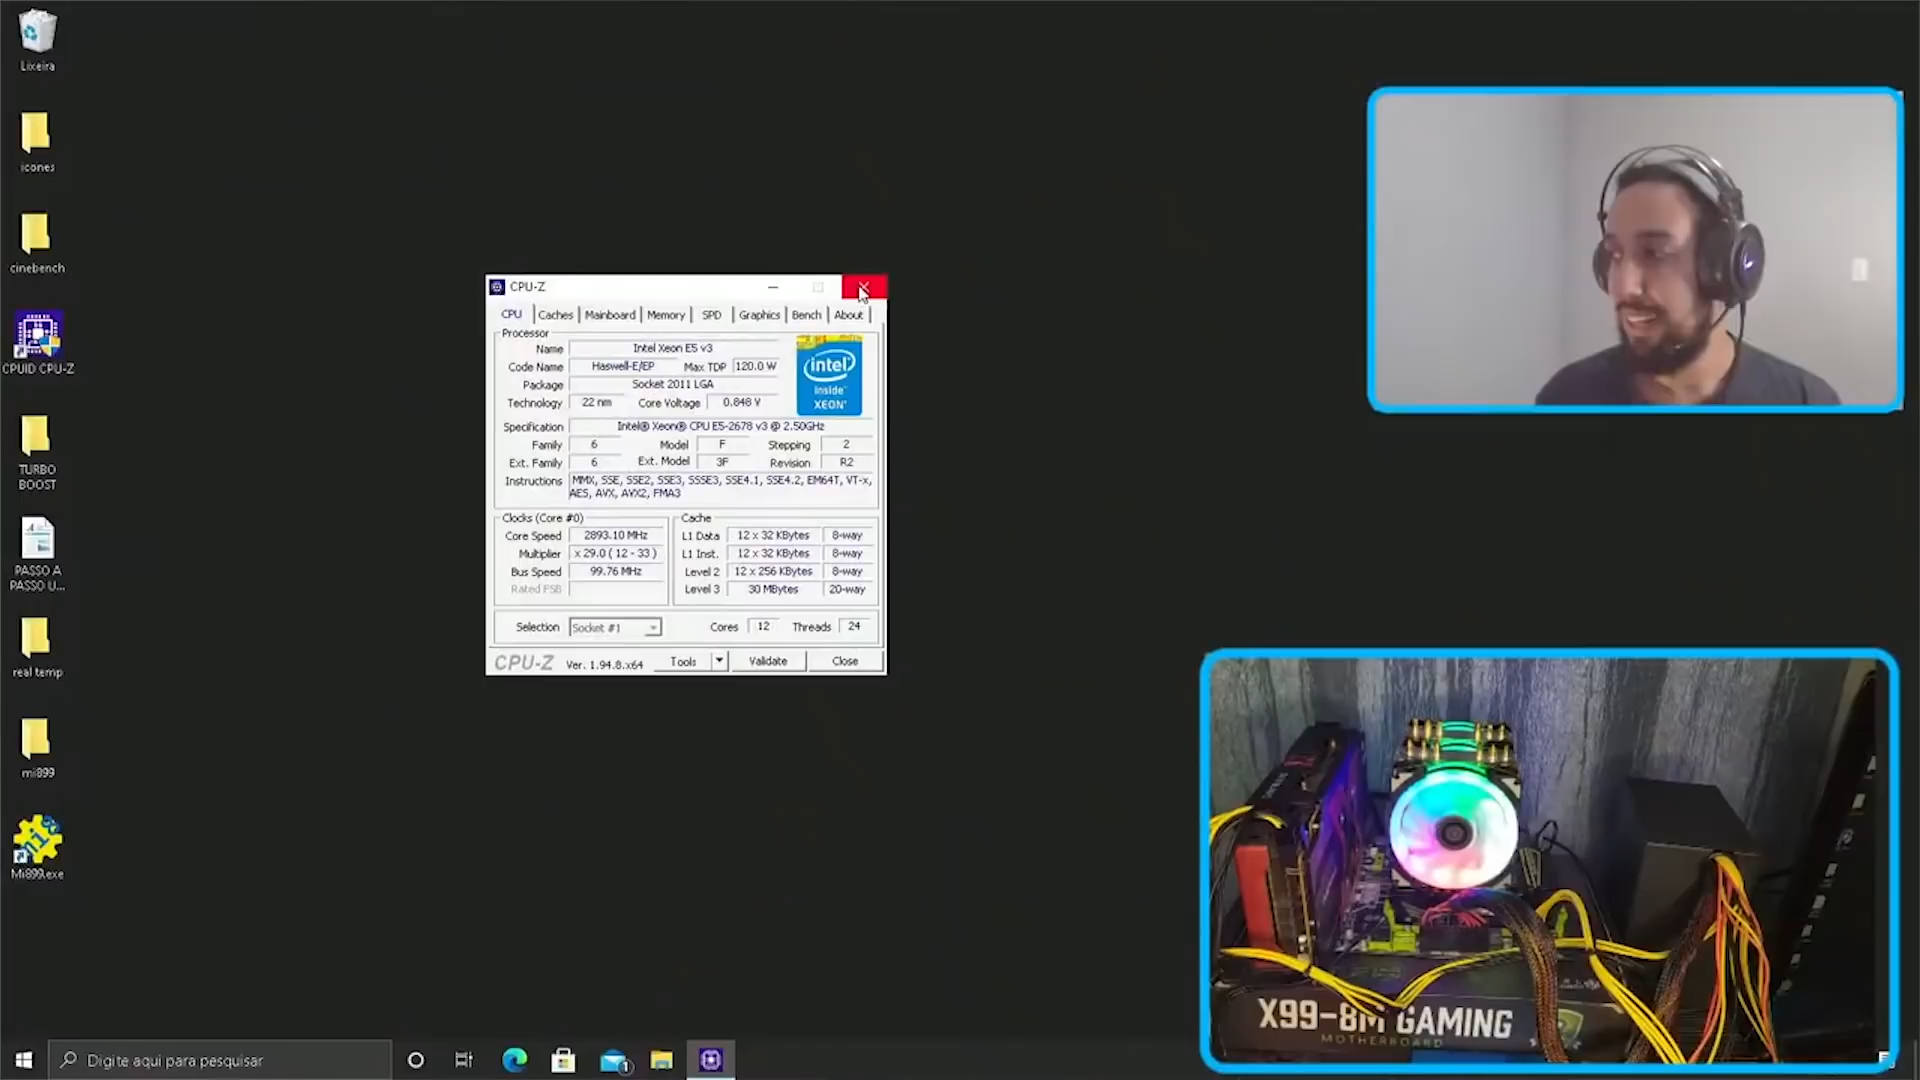 Lixeira
icones
cinebench
CPUID CPU-Z
TURBO
BOOST
PASSO A
PASSO U...
real temp
mi899
Mi899.exe
CPU-Z
CPU Caches Mainboard Memory SPD Graphics Bench About
Processor
Name Intel Xeon E5 v3
Code Name Haswell-E/EP Max TDP 120.0 W
Package Socket 2011 LGA
Technology 22 nm Core Voltage 0.848 V
intel
inside
XEON
Specification Intel® Xeon® CPU E5-2678 v3 @ 2.50GHz
Family 6 Model F Stepping 2
Ext. Family 6 Ext. Model 3F Revision R2
Instructions MMX, SSE, SSE2, SSE3, SSSE3, SSE4.1, SSE4.2, EM64T, VT-x,
AES, AVX, AVX2, FMA3
Clocks (Core #0)
Core Speed 2893.10 MHz
Multiplier x 29.0 ( 12 - 33 )
Bus Speed 99.76 MHz
Rated FSB
Cache
L1 Data 12 x 32 KBytes 8-way
L1 Inst. 12 x 32 KBytes 8-way
Level 2 12 x 256 KBytes 8-way
Level 3 30 MBytes 20-way
Selection Socket #1 Cores 12 Threads 24
CPU-Z Ver. 1.94.8.x64 Tools Validate Close
X99-8M GAMING
MOTHERBOARD
Digite aqui para pesquisar
1